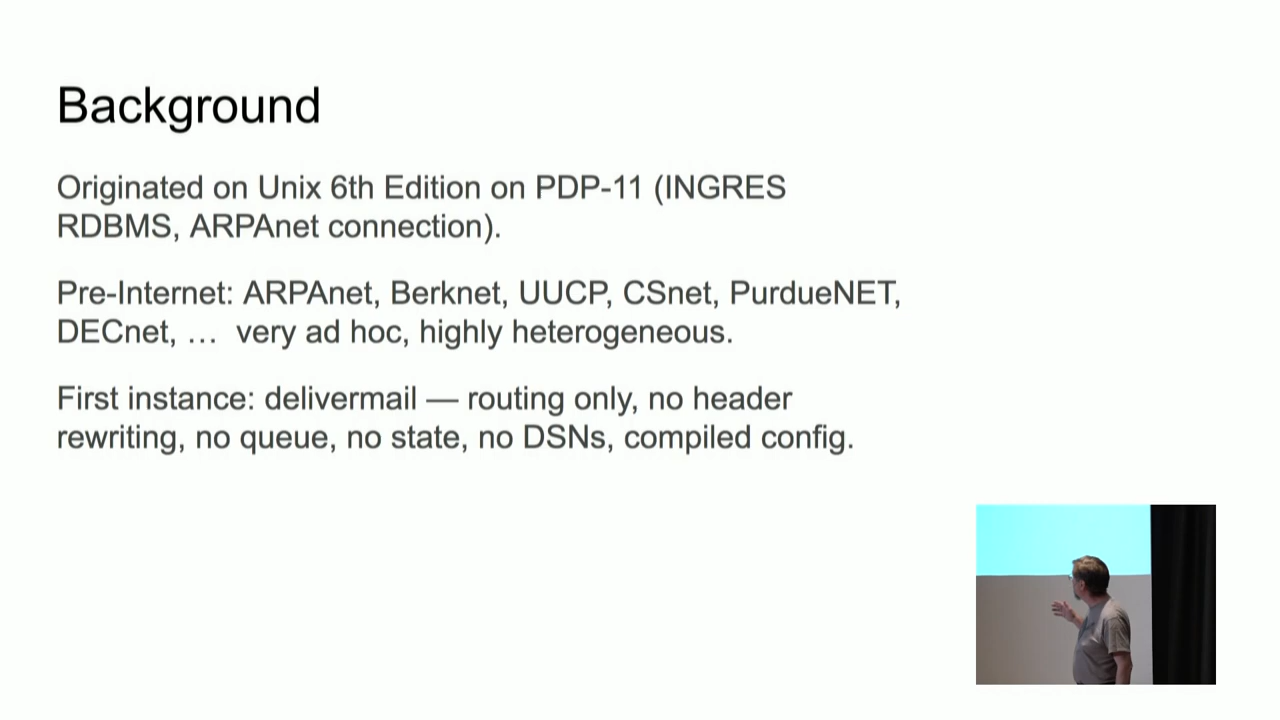 Background
Originated on Unix 6th Edition on PDP-11 (INGRES
RDBMS, ARPAnet connection).
Pre-Internet: ARPAnet, Berknet, UUCP, CSnet, PurdueNET,
DECnet, …  very ad hoc, highly heterogeneous.
First instance: delivermail — routing only, no header
rewriting, no queue, no state, no DSNs, compiled config.